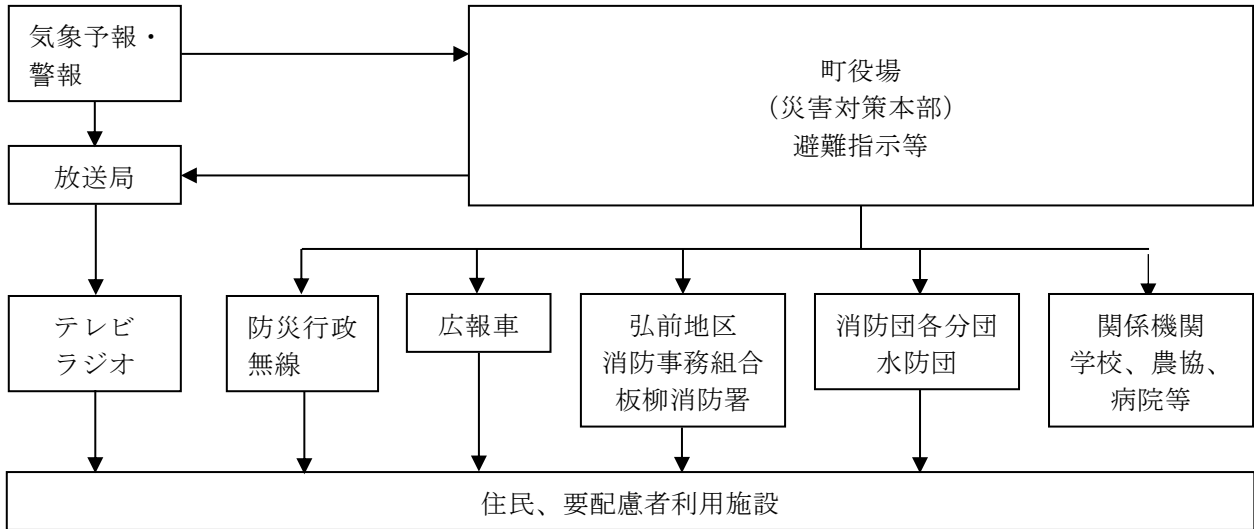 気象予報・
警報
町役場
（災害対策本部）
避難指示等
放送局
テレビ
ラジオ
防災行政
無線
広報車
弘前地区
消防事務組合
板柳消防署
消防団各分団
水防団
関係機関
学校、農協、
病院等
住民、要配慮者利用施設